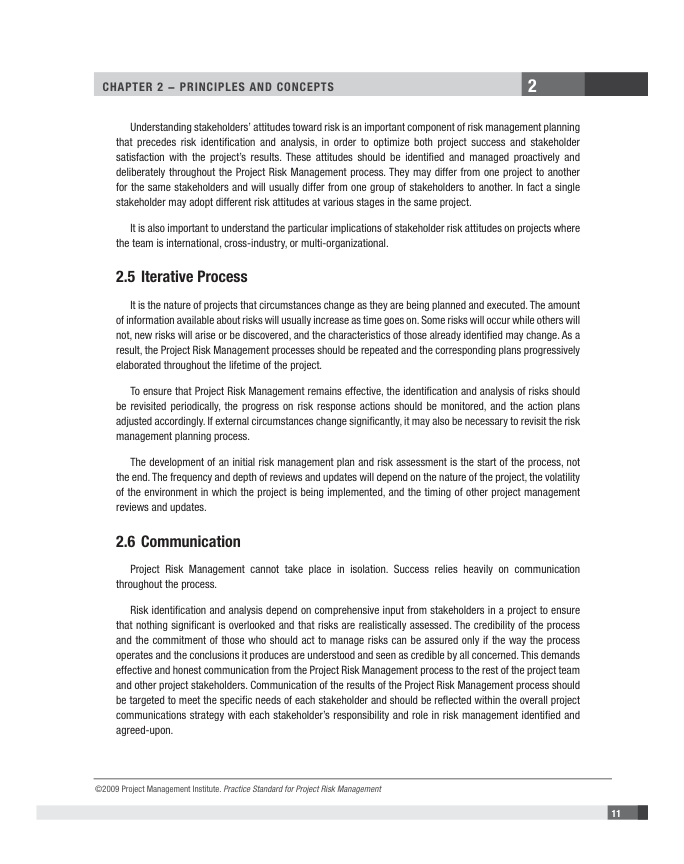 CHAPTER 2 – PRINCIPLES AND CONCEPTS
2
Understanding stakeholders' attitudes toward risk is an important component of risk management planning
that precedes risk identification and analysis, in order to optimize both project success and stakeholder
satisfaction with the project's results. These attitudes should be identified and managed proactively and
deliberately throughout the Project Risk Management process. They may differ from one project to another
for the same stakeholders and will usually differ from one group of stakeholders to another. In fact a single
stakeholder may adopt different risk attitudes at various stages in the same project.
It is also important to understand the particular implications of stakeholder risk attitudes on projects where
the team is international, cross-industry, or multi-organizational.
2.5 Iterative Process
It is the nature of projects that circumstances change as they are being planned and executed. The amount
of information available about risks will usually increase as time goes on. Some risks will occur while others will
not, new risks will arise or be discovered, and the characteristics of those already identified may change. As a
result, the Project Risk Management processes should be repeated and the corresponding plans progressively
elaborated throughout the lifetime of the project.
To ensure that Project Risk Management remains effective, the identification and analysis of risks should
be revisited periodically, the progress on risk response actions should be monitored, and the action plans
adjusted accordingly. If external circumstances change significantly, it may also be necessary to revisit the risk
management planning process.
The development of an initial risk management plan and risk assessment is the start of the process, not
the end. The frequency and depth of reviews and updates will depend on the nature of the project, the volatility
of the environment in which the project is being implemented, and the timing of other project management
reviews and updates.
2.6 Communication
Project Risk Management cannot take place in isolation. Success relies heavily on communication
throughout the process.
Risk identification and analysis depend on comprehensive input from stakeholders in a project to ensure
that nothing significant is overlooked and that risks are realistically assessed. The credibility of the process
and the commitment of those who should act to manage risks can be assured only if the way the process
operates and the conclusions it produces are understood and seen as credible by all concerned. This demands
effective and honest communication from the Project Risk Management process to the rest of the project team
and other project stakeholders. Communication of the results of the Project Risk Management process should
be targeted to meet the specific needs of each stakeholder and should be reflected within the overall project
communications strategy with each stakeholder's responsibility and role in risk management identified and
agreed-upon.
©2009 Project Management Institute. Practice Standard for Project Risk Management
11